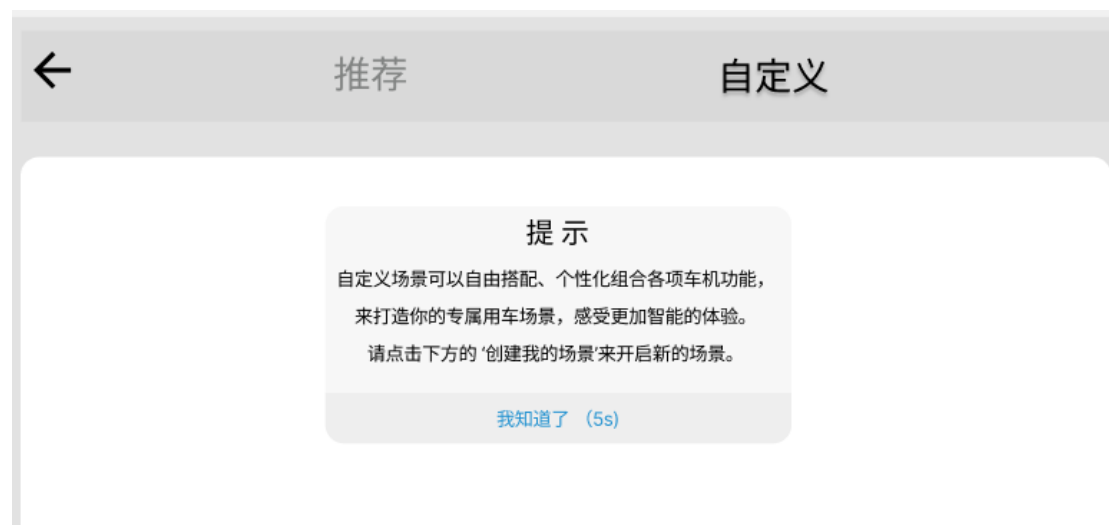 推荐
自定义
提 示
自定义场景可以自由搭配、个性化组合各项车机功能，
来打造你的专属用车场景，感受更加智能的体验。
请点击下方的 ‘创建我的场景’来开启新的场景。
我知道了 （5s）